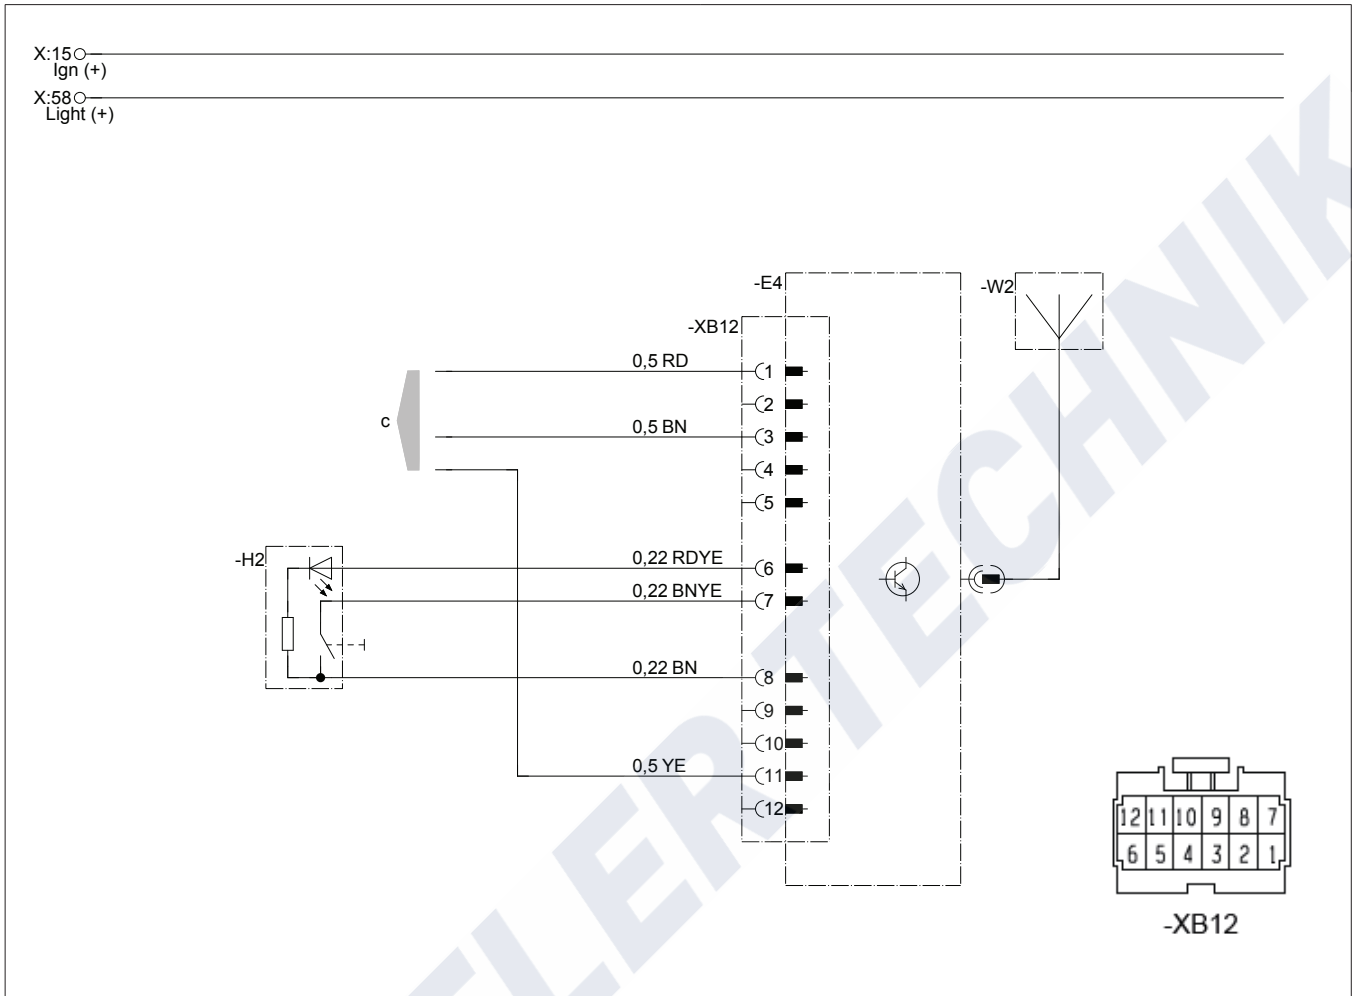 X:15
Ign (+)
X:58
Light (+)
-E4
-W2
-XB12
0,5 RD
1
2
c
0,5 BN
3
4
5
-H2
0,22 RDYE
6
0,22 BNYE
7
0,22 BN
8
9
10
0,5 YE
11
12
12 11 10 9 8 7
6 5 4 3 2 1
-XB12
ELER TECHNIK